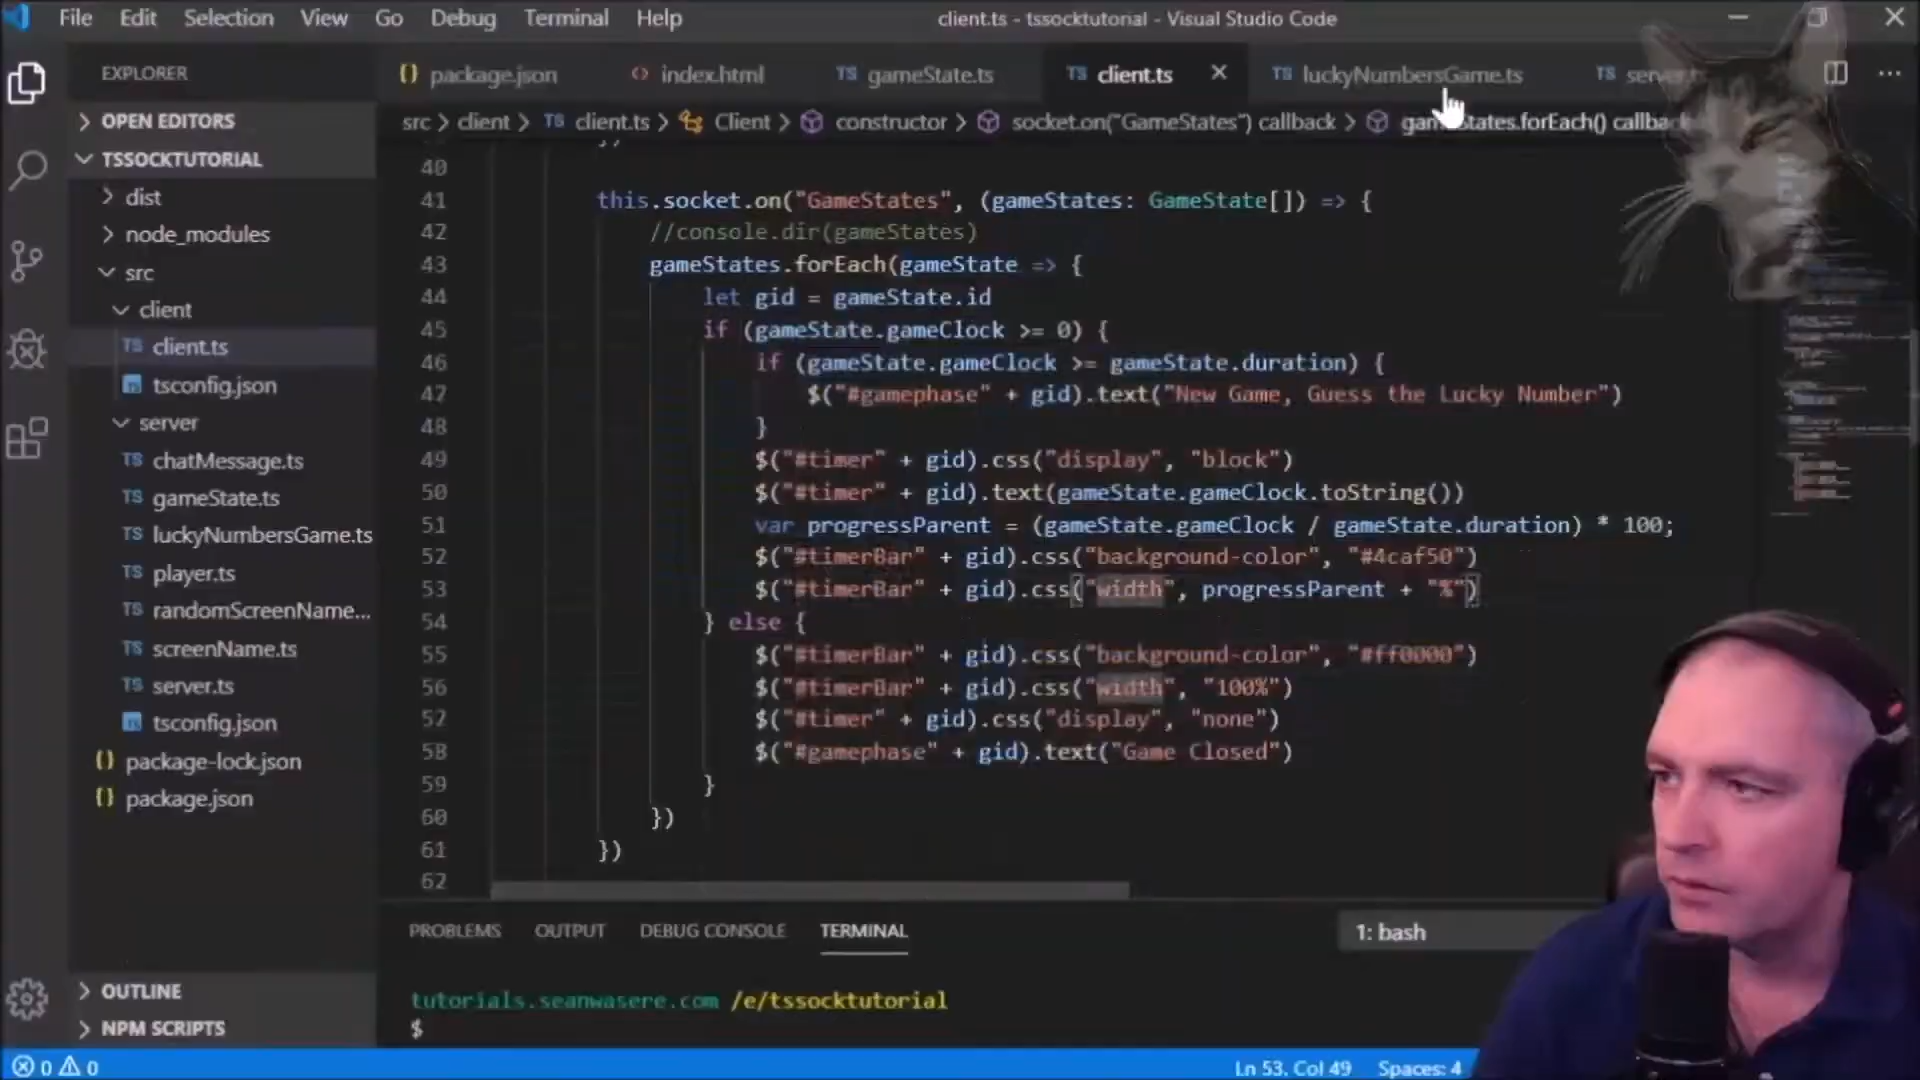 File Edit Selection View Go Debug Terminal Help
client.ts - tssocktutorial - Visual Studio Code
EXPLORER
{} package.json
<> index.html
TS gameState.ts
TS client.ts
TS luckyNumbersGame.ts
TS
src > client > TS client.ts > Client > constructor > socket.on("GameStates") callback > gameStates.forEach() callback
OPEN EDITORS
TSSOCKTUTORIAL
dist
node_modules
src
client
TS client.ts
tsconfig.json
server
TS chatMessage.ts
TS gameState.ts
TS luckyNumbersGame.ts
TS player.ts
TS randomScreenName...
TS screenName.ts
TS server.ts
tsconfig.json
{} package-lock.json
{} package.json
OUTLINE
NPM SCRIPTS
40
41 this.socket.on("GameStates", (gameStates: GameState[]) => {
42 //console.dir(gameStates)
43 gameStates.forEach(gameState => {
44 let gid = gameState.id
45 if (gameState.gameClock >= 0) {
46 if (gameState.gameClock >= gameState.duration) {
47 $("#gamephase" + gid).text("New Game, Guess the Lucky Number")
48 }
49 $("#timer" + gid).css("display", "block")
50 $("#timer" + gid).text(gameState.gameClock.toString())
51 var progressParent = (gameState.gameClock / gameState.duration) * 100;
52 $("#timerBar" + gid).css("background-color", "#4caf50")
53 $("#timerBar" + gid).css("width", progressParent + "%")
54 } else {
55 $("#timerBar" + gid).css("background-color", "#ff0000")
56 $("#timerBar" + gid).css("width", "100%")
57 $("#timer" + gid).css("display", "none")
58 $("#gamephase" + gid).text("Game Closed")
59 }
60 })
61 })
62
PROBLEMS OUTPUT DEBUG CONSOLE TERMINAL
1: bash
tutorials.seanwasere.com /e/tssocktutorial
$
0 0
Ln 53, Col 49 Spaces: 4